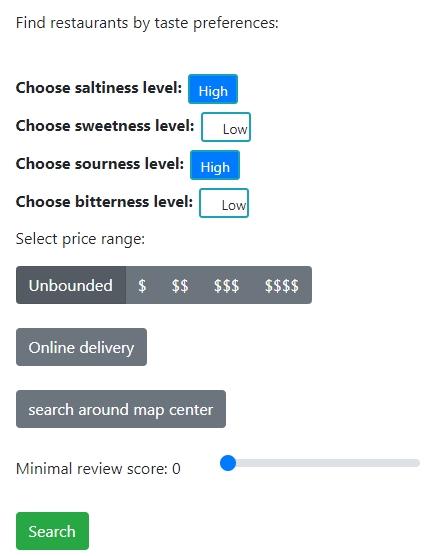 Find restaurants by taste preferences:
Choose saltiness level: High
Choose sweetness level: Low
Choose sourness level: High
Choose bitterness level: Low
Select price range:
Unbounded $ $$ $$$ $$$$
Online delivery
search around map center
Minimal review score: 0
Search